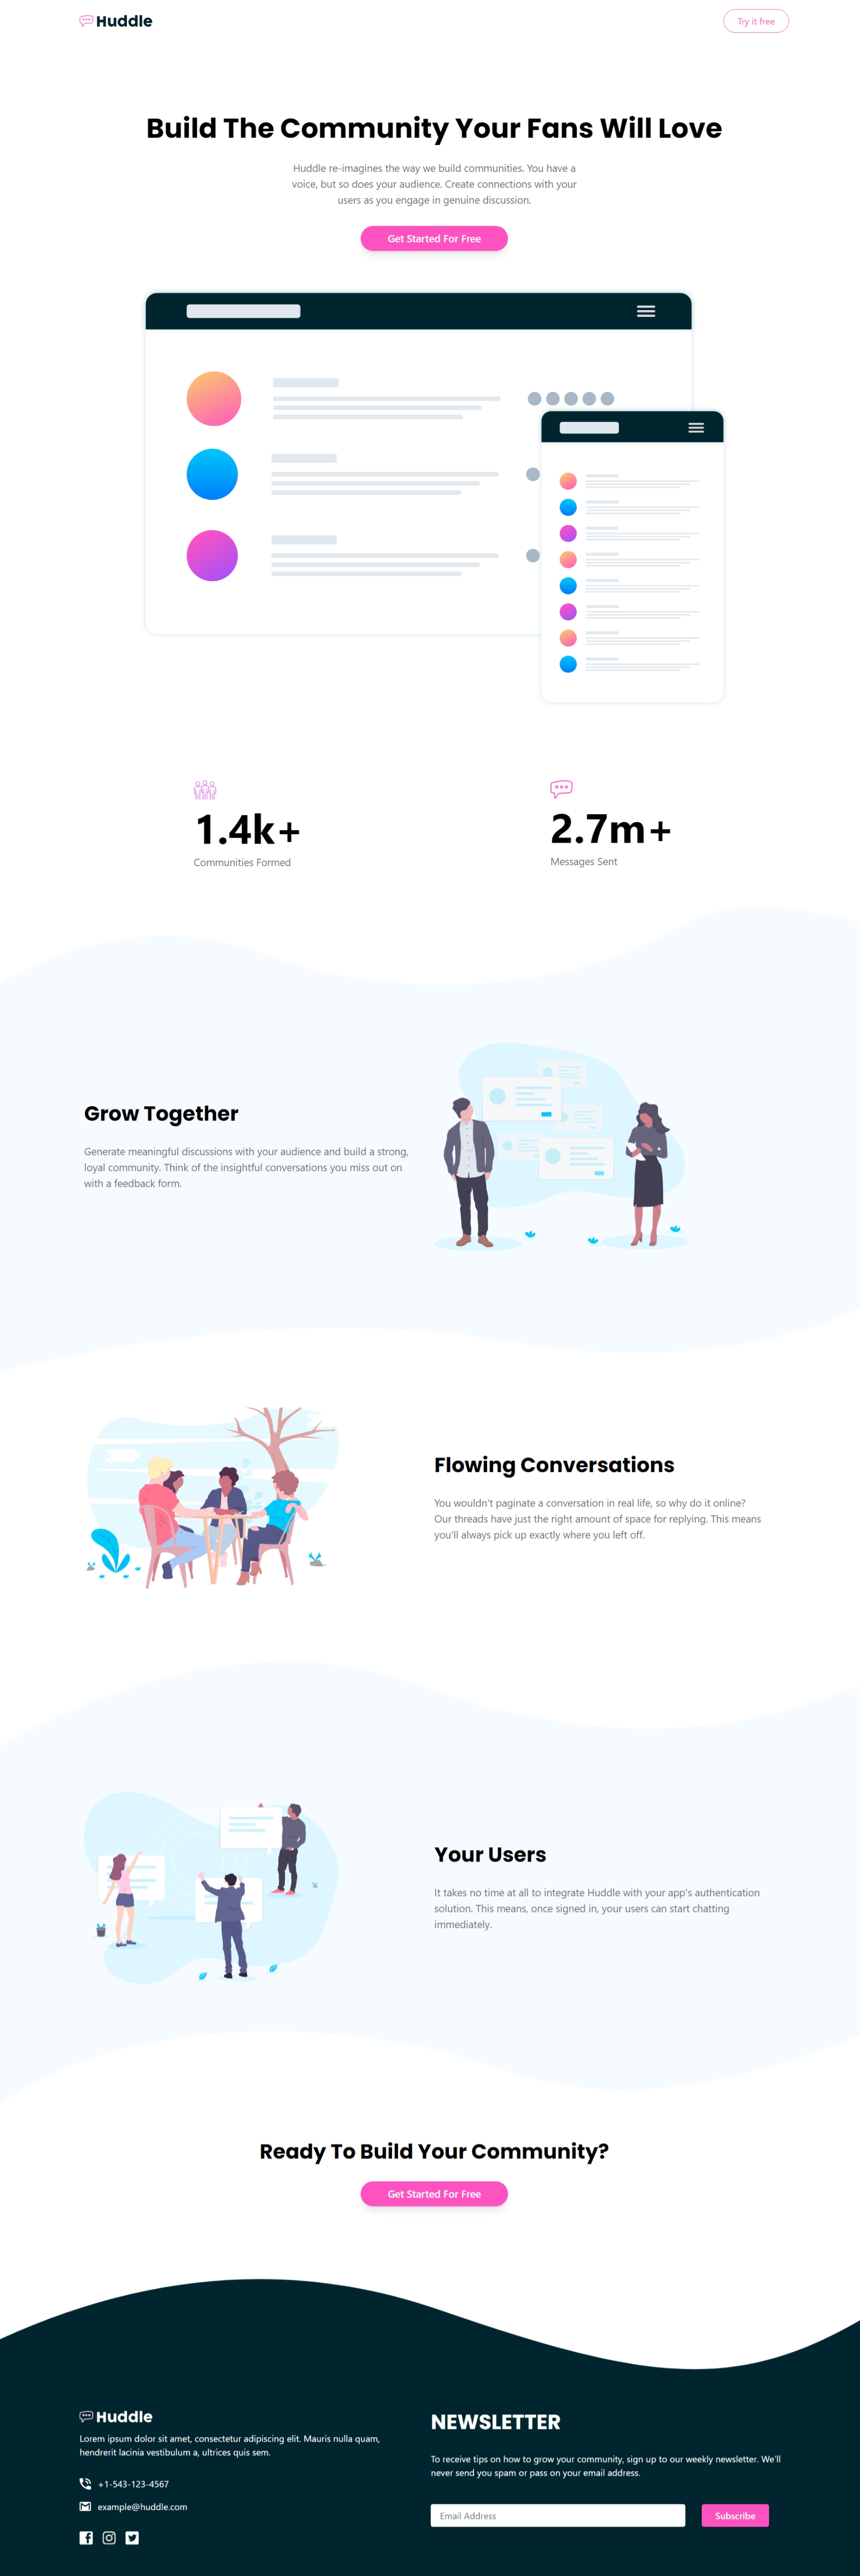 Huddle
Try it free
Build The Community Your Fans Will Love
Huddle re-imagines the way we build communities. You have a
voice, but so does your audience. Create connections with your
users as you engage in genuine discussion.
Get Started For Free
1.4k+
Communities Formed
2.7m+
Messages Sent
Grow Together
Generate meaningful discussions with your audience and build a strong,
loyal community. Think of the insightful conversations you miss out on
with a feedback form.
Flowing Conversations
You wouldn't paginate a conversation in real life, so why do it online?
Our threads have just the right amount of space for replying. This means
you'll always pick up exactly where you left off.
Your Users
It takes no time at all to integrate Huddle with your app's authentication
solution. This means, once signed in, your users can start chatting
immediately.
Ready To Build Your Community?
Get Started For Free
Huddle
Lorem ipsum dolor sit amet, consectetur adipiscing elit. Mauris nulla quam,
hendrerit lacinia vestibulum a, ultrices quis sem.
+1-543-123-4567
example@huddle.com
NEWSLETTER
To receive tips on how to grow your community, sign up to our weekly newsletter. We'll
never send you spam or pass on your email address.
Email Address
Subscribe